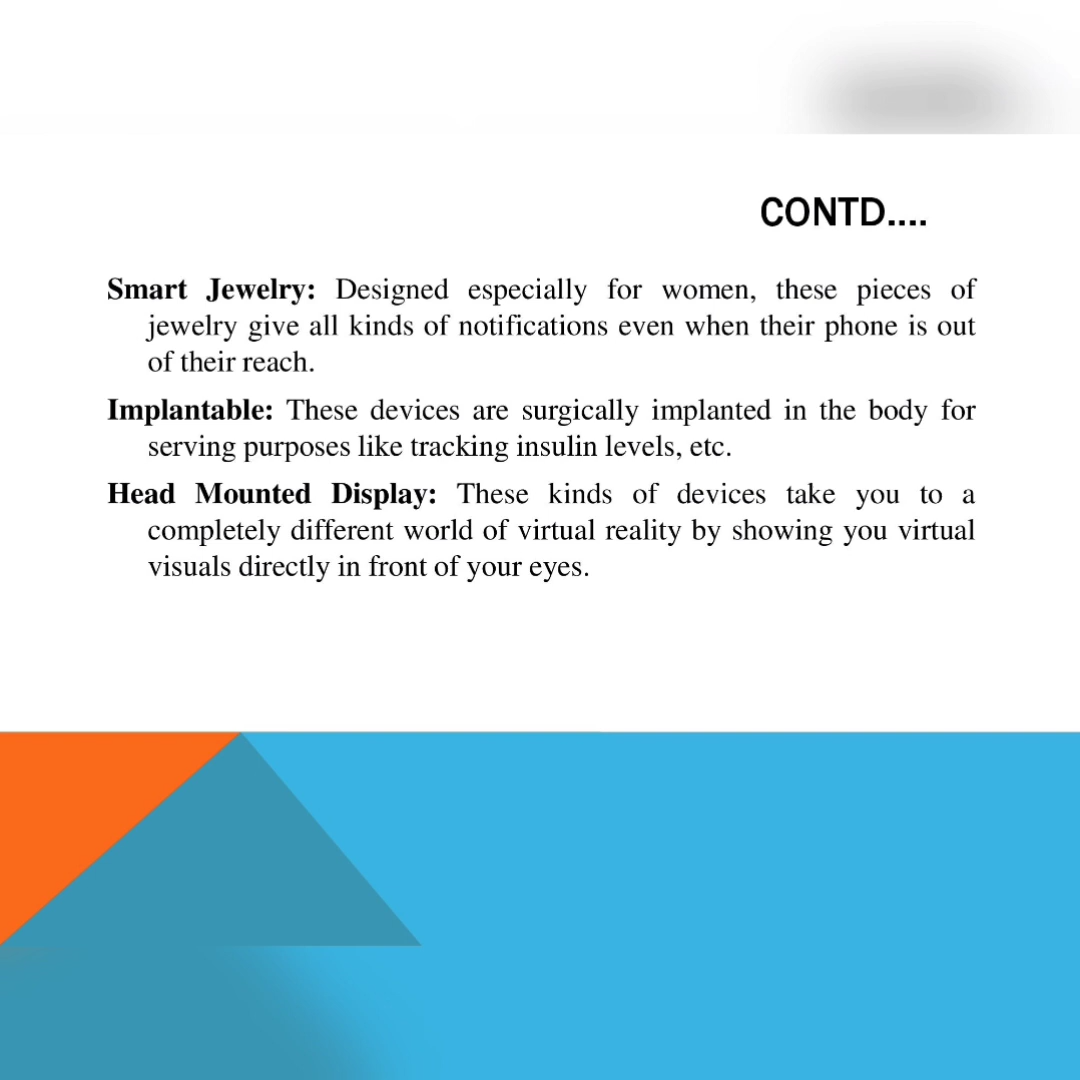 CONTD....
Smart Jewelry: Designed especially for women, these pieces of
jewelry give all kinds of notifications even when their phone is out
of their reach.
Implantable: These devices are surgically implanted in the body for
serving purposes like tracking insulin levels, etc.
Head Mounted Display: These kinds of devices take you to a
completely different world of virtual reality by showing you virtual
visuals directly in front of your eyes.